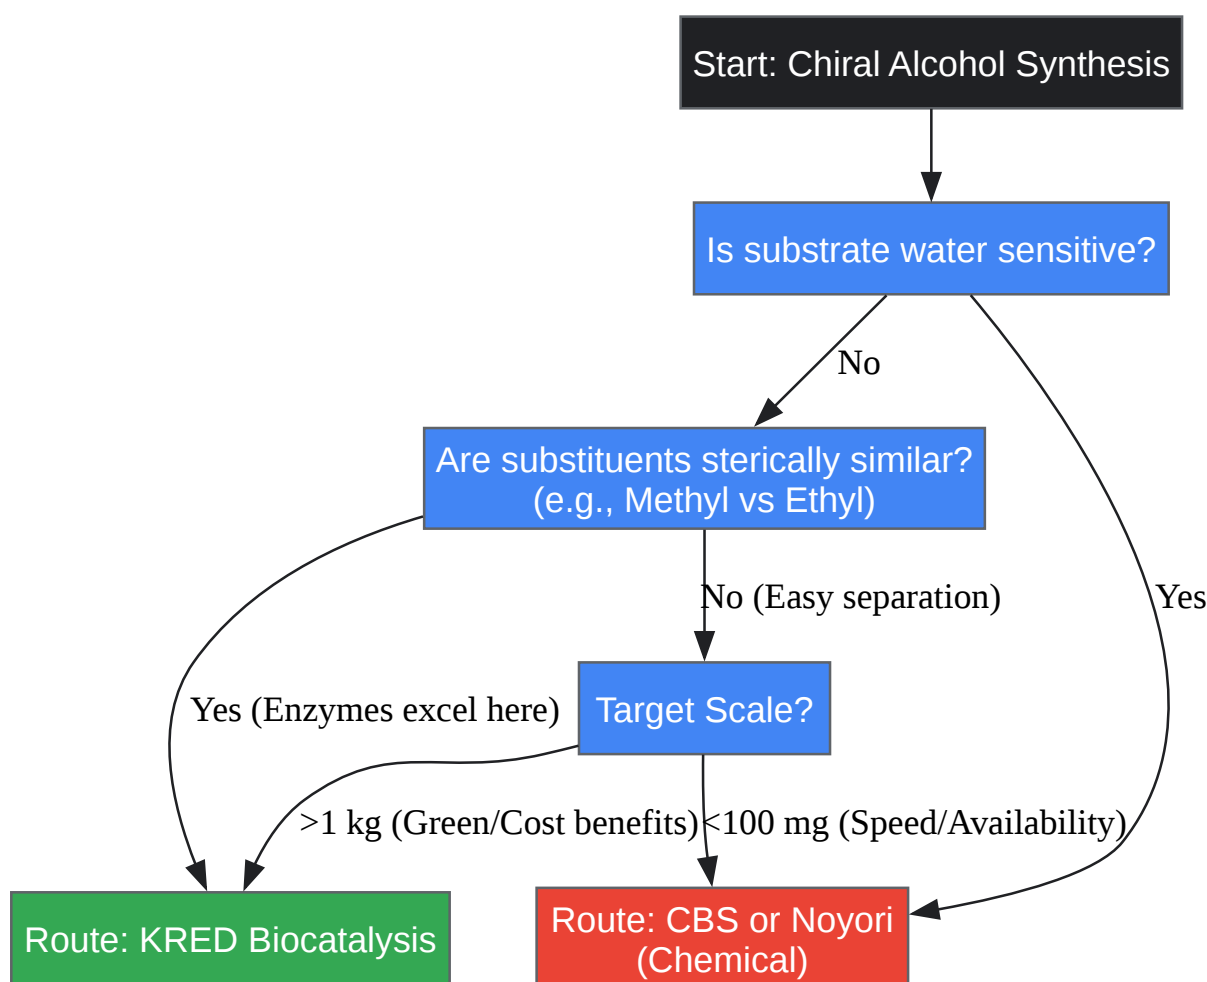 Start: Chiral Alcohol Synthesis
Is substrate water sensitive?
No
Are substituents sterically similar?
(e.g., Methyl vs Ethyl)
No (Easy separation)
Yes
Target Scale?
Yes (Enzymes excel here)
>1 kg (Green/Cost benefits)
<100 mg (Speed/Availability)
Route: KRED Biocatalysis
Route: CBS or Noyori
(Chemical)